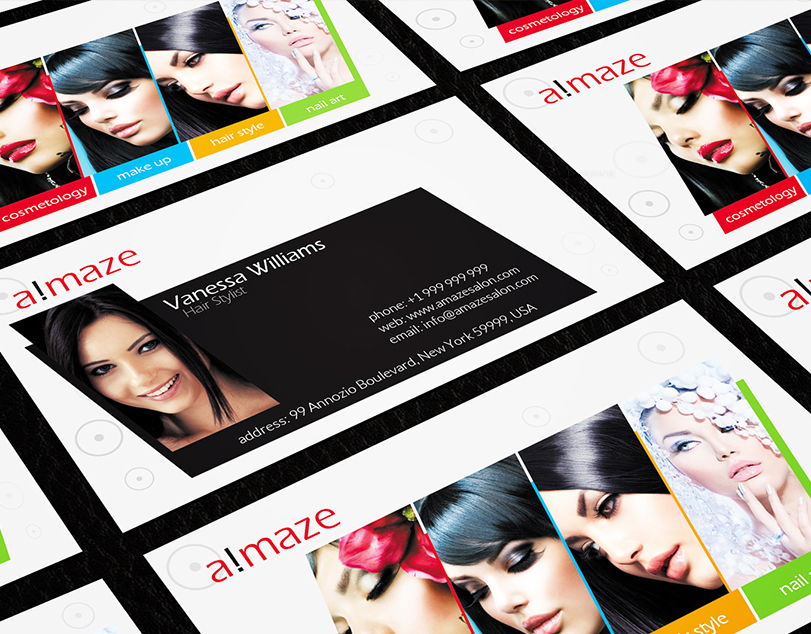 cosmetology
make up
hair style
nail art
cosmetology
a!maze
cosmetology
a!maze
Vanessa Williams
Hair Stylist
phone: +1 999 999 999
web: www.amazesalon.com
email: info@amazesalon.com
address: 99 Annozio Boulevard, New York 59999, USA
a!maze
style
nail